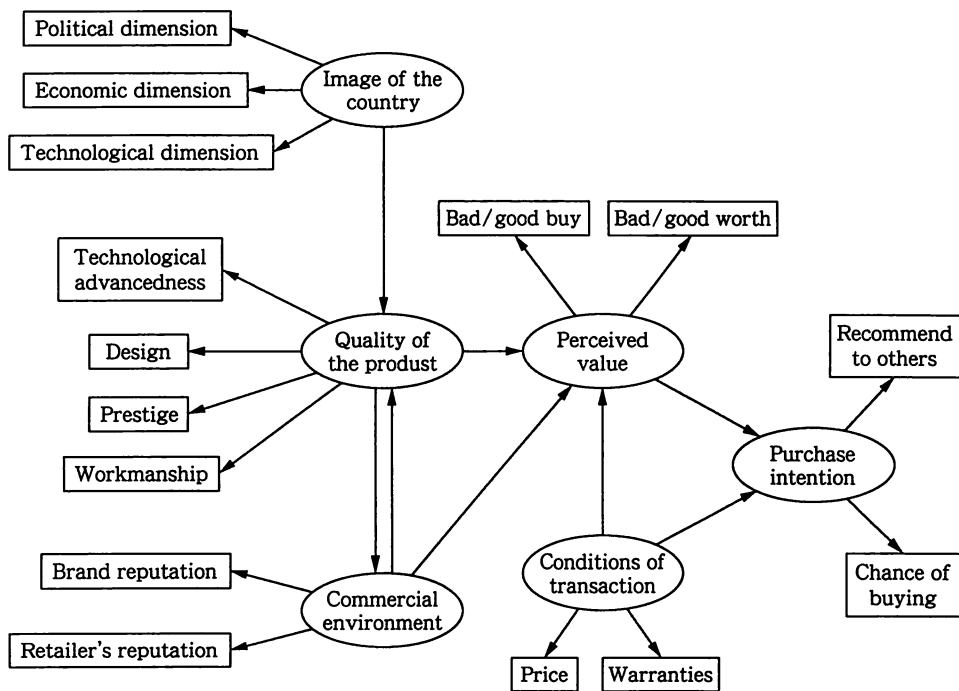 Political dimension
Image of the
country
Economic dimension
Technological dimension
Bad/good buy
Bad/good worth
Technological
advancedness
Quality of
the produst
Perceived
value
Recommend
to others
Design
Prestige
Workmanship
Purchase
intention
Brand reputation
Commercial
environment
Conditions of
transaction
Chance of
buying
Retailer's reputation
Price
Warranties